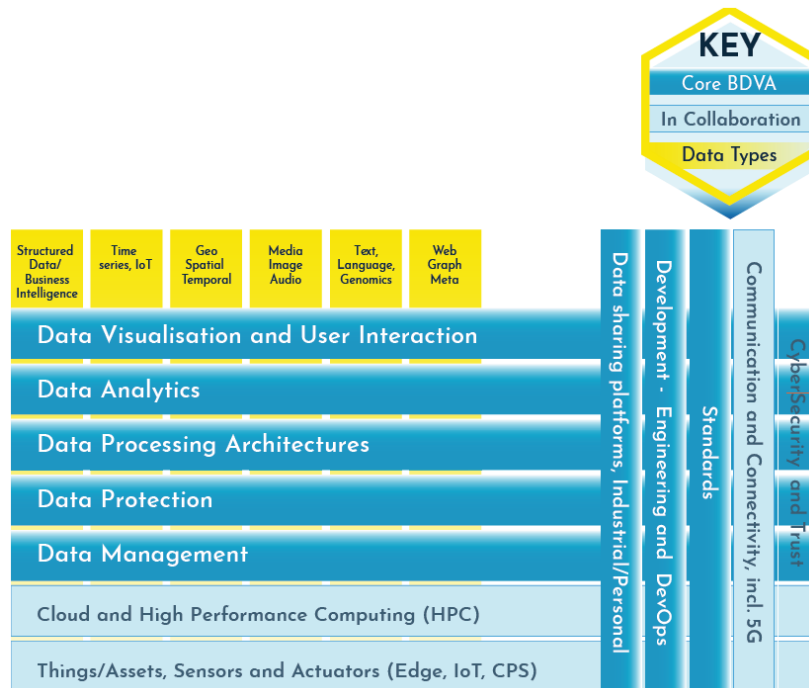 KEY
Core BDVA
In Collaboration
Data Types
Structured
Data/
Business
Intelligence
Time
series, IoT
Geo
Spatial
Temporal
Media
Image
Audio
Text,
Language,
Genomics
Web
Graph
Meta
Data Visualisation and User Interaction
Data Analytics
Data Processing Architectures
Data Protection
Data Management
Cloud and High Performance Computing (HPC)
Things/Assets, Sensors and Actuators (Edge, IoT, CPS)
Data sharing platforms, Industrial/Personal
Development - Engineering and DevOps
Standards
Communication and Connectivity, incl. 5G
CyberSecurity and Trust